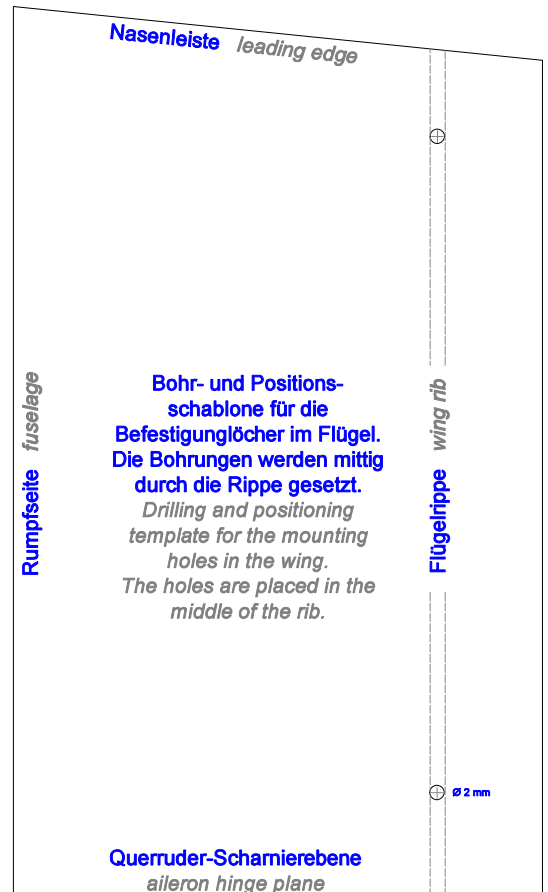 Nasenleiste leading edge
Rumpfseite fuselage
Bohr- und Positions-
schablone für die
Befestigunglöcher im Flügel.
Die Bohrungen werden mittig
durch die Rippe gesetzt.
Drilling and positioning
template for the mounting
holes in the wing.
The holes are placed in the
middle of the rib.
Flügelrippe wing rib
Ø 2 mm
Querruder-Scharnierebene
aileron hinge plane